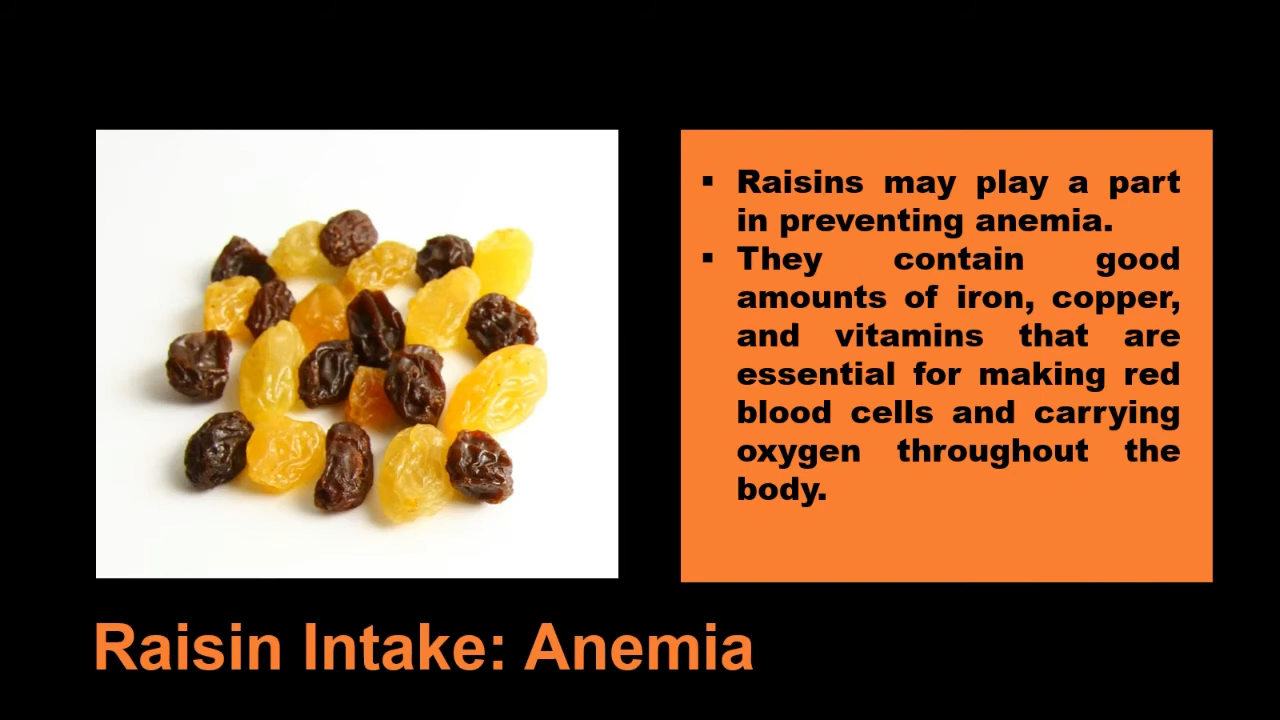 ▪ Raisins may play a part
in preventing anemia.
▪ They contain good
amounts of iron, copper,
and vitamins that are
essential for making red
blood cells and carrying
oxygen throughout the
body.
Raisin Intake: Anemia